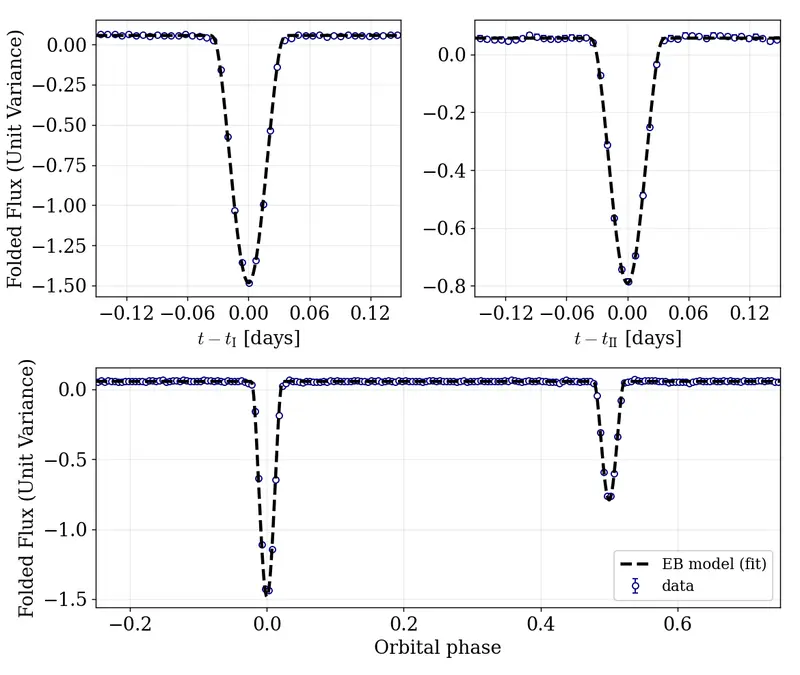 Folded Flux (Unit Variance)
0.00
−0.25
−0.50
−0.75
−1.00
−1.25
−1.50
−0.12 −0.06 0.00 0.06 0.12
t − t_I [days]
0.0
−0.2
−0.4
−0.6
−0.8
−0.12 −0.06 0.00 0.06 0.12
t − t_II [days]
Folded Flux (Unit Variance)
0.0
−0.5
−1.0
−1.5
−0.2 0.0 0.2 0.4 0.6
Orbital phase
EB model (fit)
data